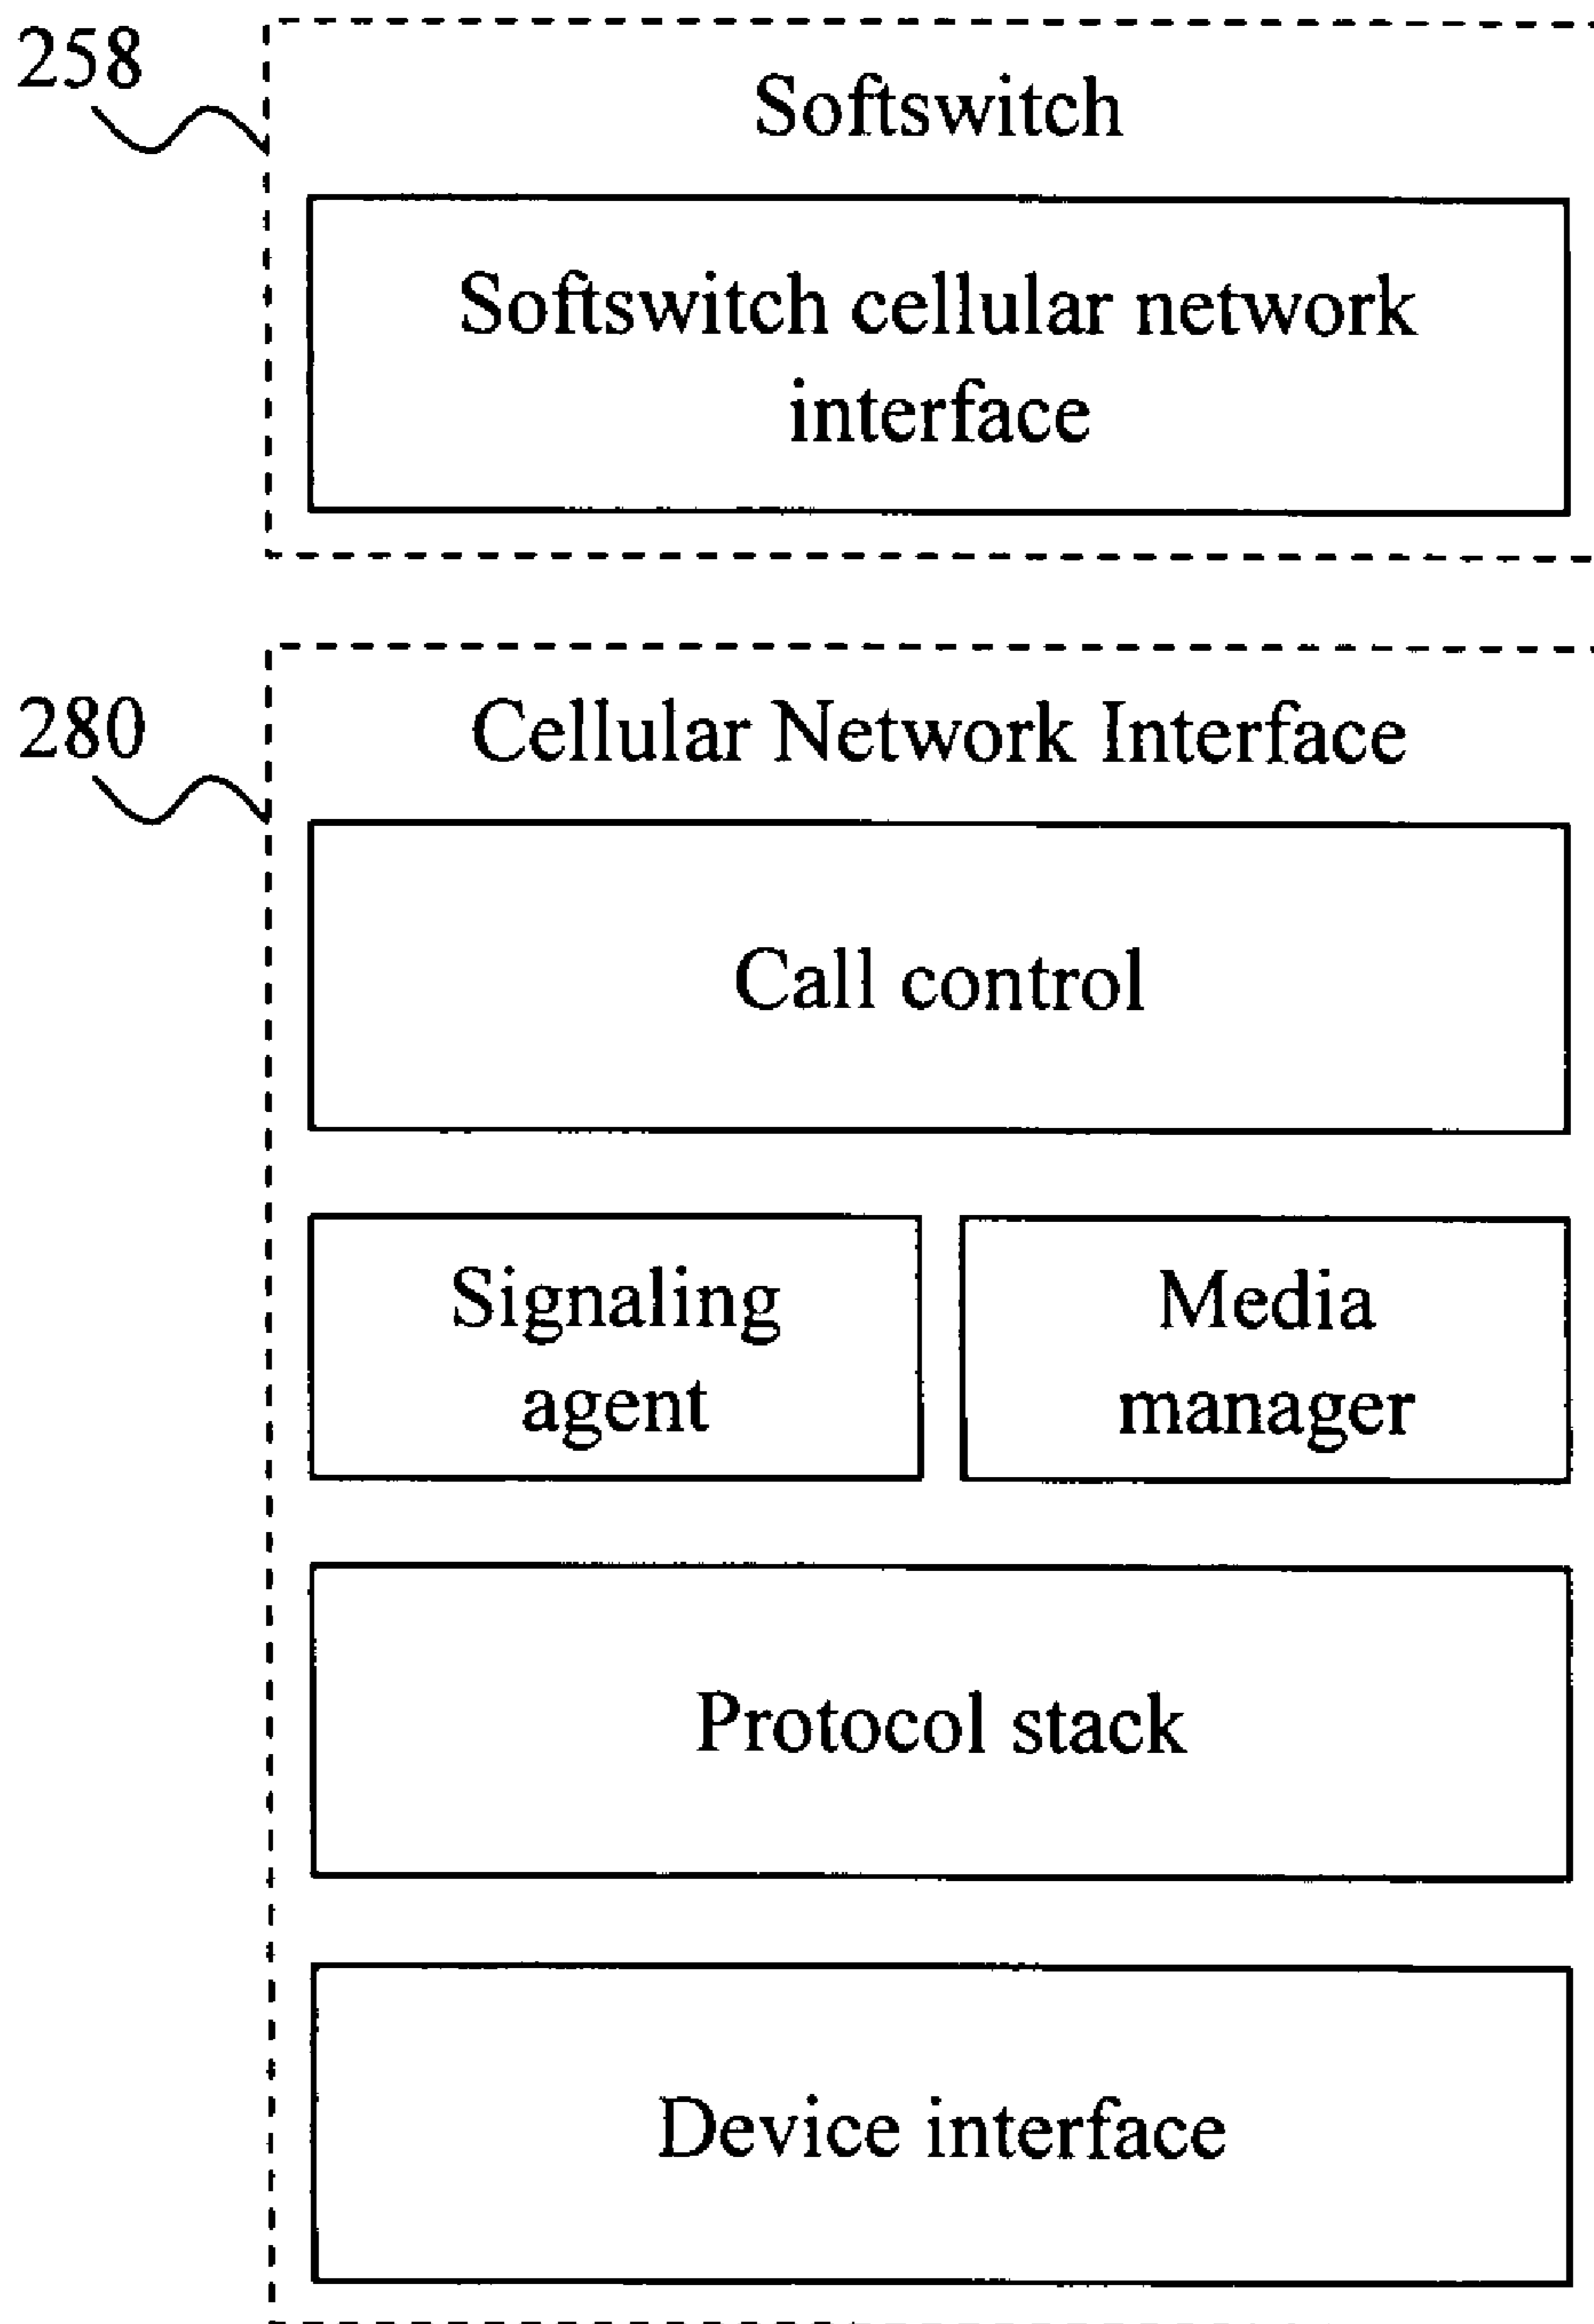 258
Softswitch
Softswitch cellular network
interface
280
Cellular Network Interface
Call control
Signaling
agent
Media
manager
Protocol stack
Device interface